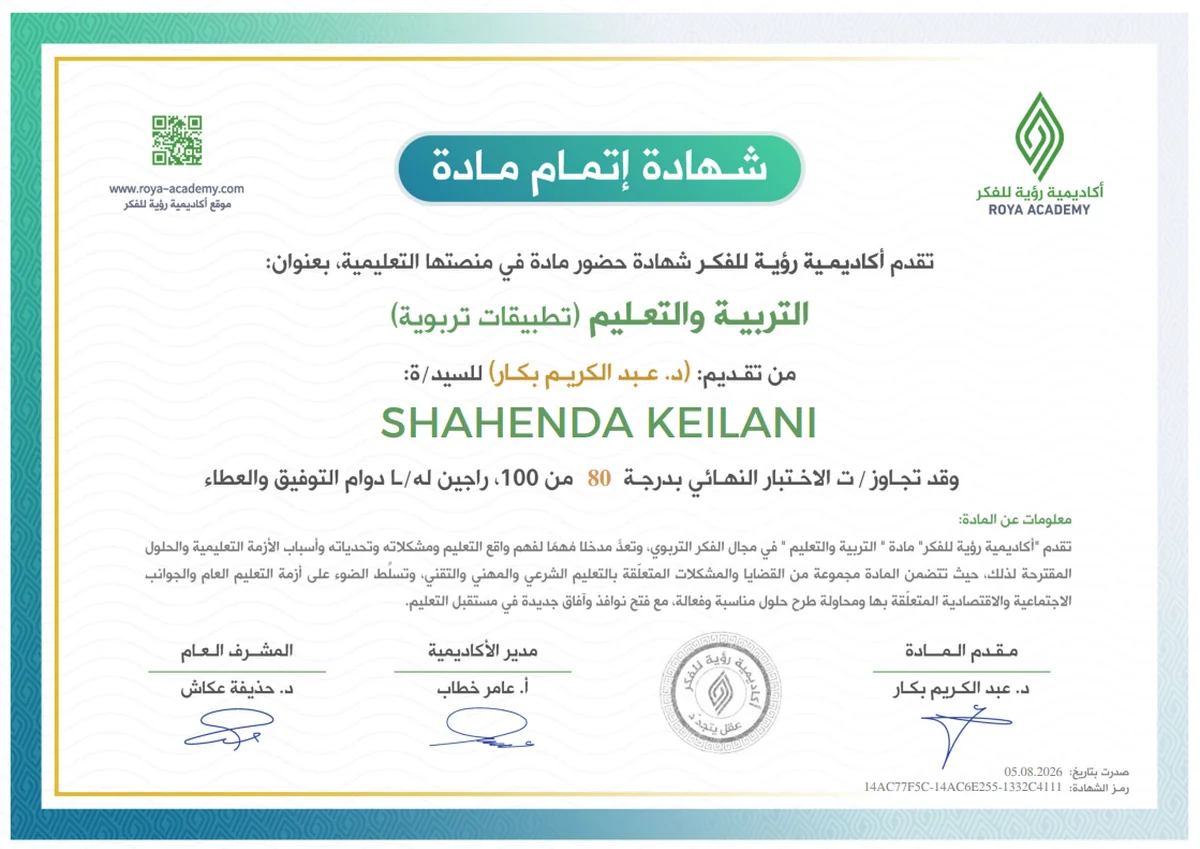 أكاديمية رؤية للفكر
ROYA ACADEMY
شهادة إتمام مادة
www.roya-academy.com
موقع أكاديمية رؤية للفكر
تقدم أكاديمية رؤية للفكر شهادة حضور مادة في منصتها التعليمية، بعنوان:
التربية والتعليم (تطبيقات تربوية)
من تقديم: (د. عبد الكريم بكار) للسيد/ة:
SHAHENDA KEILANI
وقد تجاوز/ ت الاختبار النهائي بدرجة 80 من 100، راجين له/ـا دوام التوفيق والعطاء
معلومات عن المادة:
تقدم "أكاديمية رؤية للفكر" مادة " التربية والتعليم " في مجال الفكر التربوي، وتعدّ مدخلا مُهمًا لفهم واقع التعليم ومشكلاته وتحدياته وأسباب الأزمة التعليمية والحلول
المقترحة لذلك، حيث تتضمن المادة مجموعة من القضايا والمشكلات المتعلّقة بالتعليم الشرعي والمهني والتقني، وتسلّط الضوء على أزمة التعليم العام والجوانب
الاجتماعية والاقتصادية المتعلّقة بها ومحاولة طرح حلول مناسبة وفعالة، مع فتح نوافذ وآفاق جديدة في مستقبل التعليم.
مقدم المادة
د. عبد الكريم بكار
أكاديمية رؤية للفكر
عقل يتجدد
مدير الأكاديمية
أ. عامر خطاب
المشرف العام
د. حذيفة عكاش
صدرت بتاريخ: 05.08.2026
رمز الشهادة: 14AC77F5C-14AC6E255-1332C4111